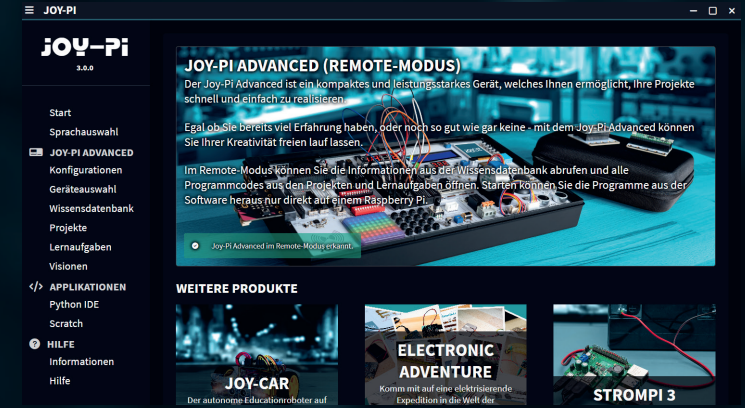 JOY-PI
JOY-Pi
3.0.0
Start
Sprachauswahl
JOY-PI ADVANCED
Konfigurationen
Geräteauswahl
Wissensdatenbank
Projekte
Lernaufgaben
Visionen
</> APPLIKATIONEN
Python IDE
Scratch
? HILFE
Informationen
Hilfe
JOY-PI ADVANCED (REMOTE-MODUS)
Der Joy-Pi Advanced ist ein kompaktes und leistungsstarkes Gerät, welches Ihnen ermöglicht, Ihre Projekte
schnell und einfach zu realisieren.
Egal ob Sie bereits viel Erfahrung haben, oder noch so gut wie gar keine - mit dem Joy-Pi Advanced können
Sie Ihrer Kreativität freien lauf lassen.
Im Remote-Modus können Sie die Informationen aus der Wissensdatenbank abrufen und alle
Programmcodes aus den Projekten und Lernaufgaben öffnen. Starten können Sie die Programme aus der
Software heraus nur direkt auf einem Raspberry Pi.
Joy-Pi Advanced im Remote-Modus erkannt.
WEITERE PRODUKTE
JOY-CAR
Der autonome Educationroboter auf
ELECTRONIC
ADVENTURE
Komm mit auf eine elektrisierende
Expedition in die Welt der
STROMPI 3